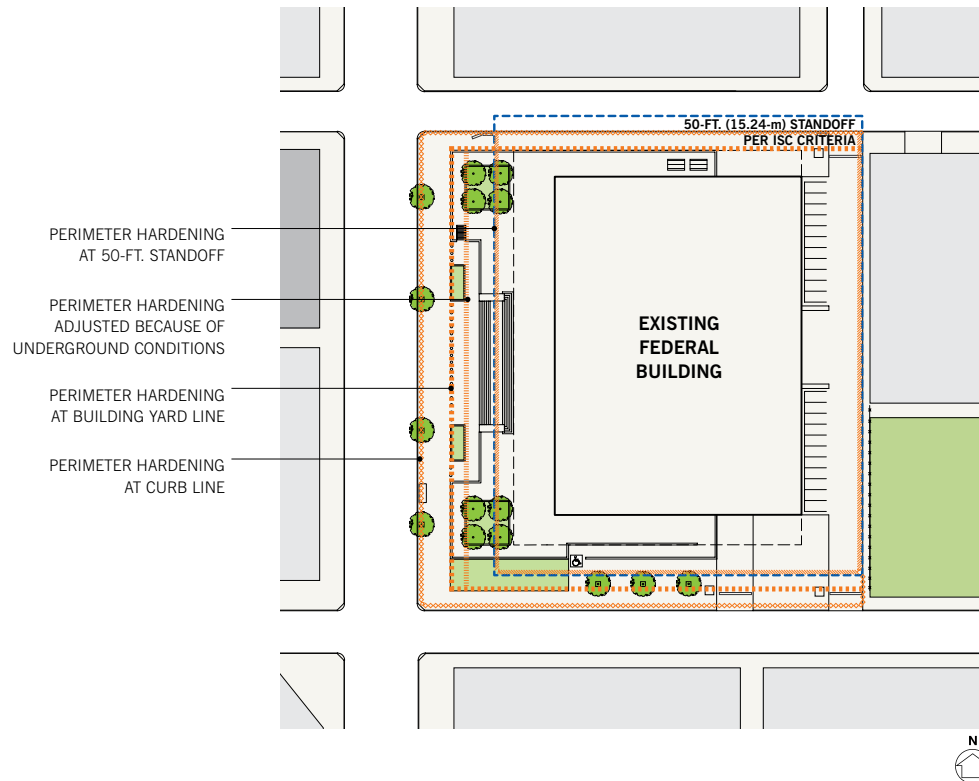 50-FT. (15.24-m) STANDOFF
PER ISC CRITERIA
PERIMETER HARDENING
AT 50-FT. STANDOFF
PERIMETER HARDENING
ADJUSTED BECAUSE OF
UNDERGROUND CONDITIONS
PERIMETER HARDENING
AT BUILDING YARD LINE
PERIMETER HARDENING
AT CURB LINE
EXISTING
FEDERAL
BUILDING
N